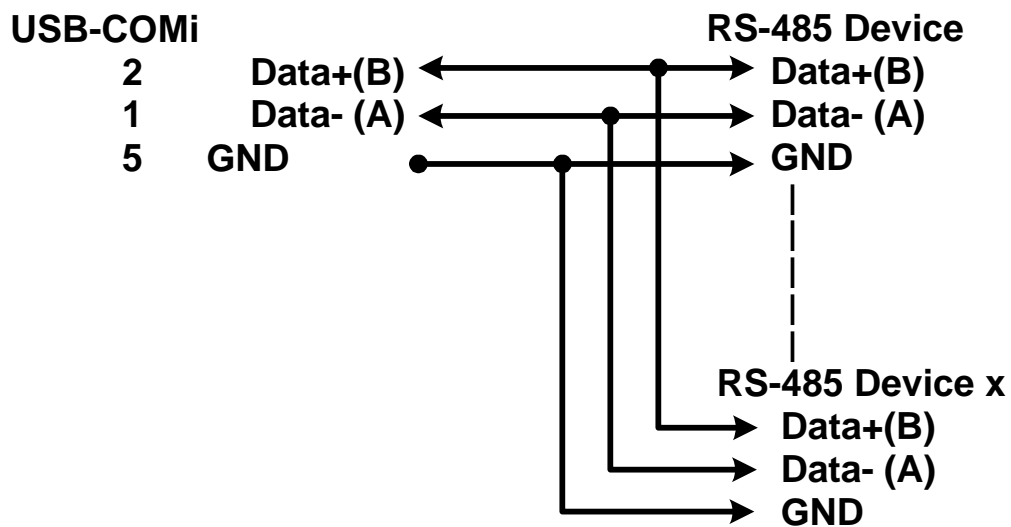 USB-COMi RS-485 Device
2 Data+(B) Data+(B)
1 Data- (A) Data- (A)
5 GND GND
RS-485 Device x
Data+(B)
Data- (A)
GND